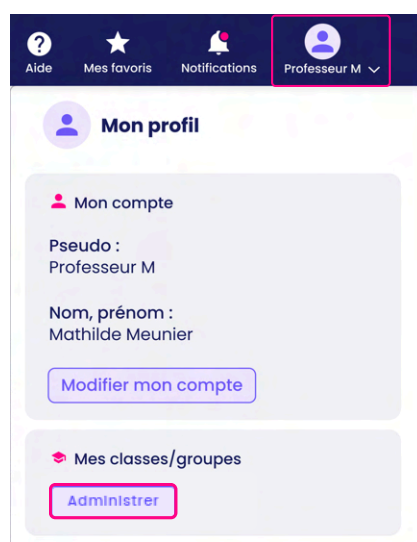 ?
Aide Mes favoris Notifications Professeur M
Mon profil
Mon compte
Pseudo :
Professeur M
Nom, prénom :
Mathilde Meunier
Modifier mon compte
Mes classes/groupes
Administrer